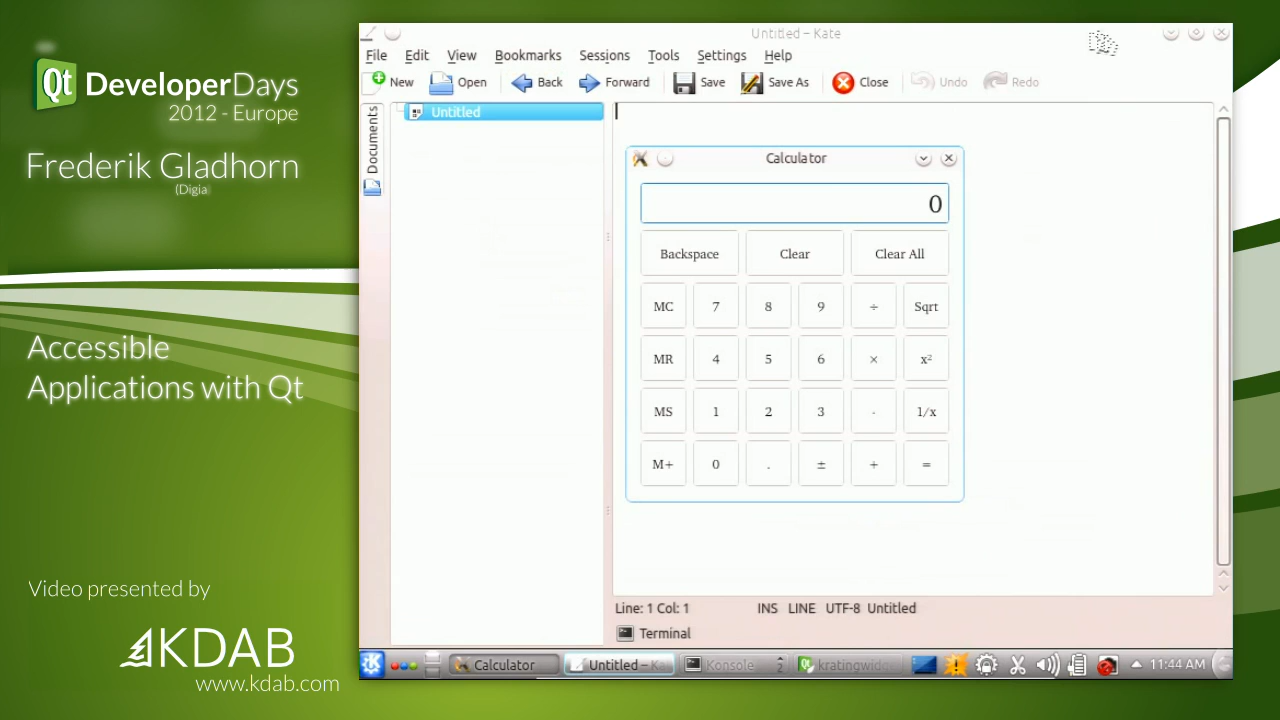 Qt DeveloperDays
2012 - Europe
Frederik Gladhorn
(Digia
Accessible
Applications with Qt
Video presented by
KDAB
www.kdab.com
Untitled – Kate
File Edit View Bookmarks Sessions Tools Settings Help
New Open Back Forward Save Save As Close Undo Redo
Documents
Untitled
Calculator
0
Backspace Clear Clear All
MC 7 8 9 ÷ Sqrt
MR 4 5 6 × x²
MS 1 2 3 - 1/x
M+ 0 . ± + =
Line: 1 Col: 1 INS LINE UTF-8 Untitled
Terminal
Calculator Untitled – Ka Konsole 2 kratingwidg 11:44 AM